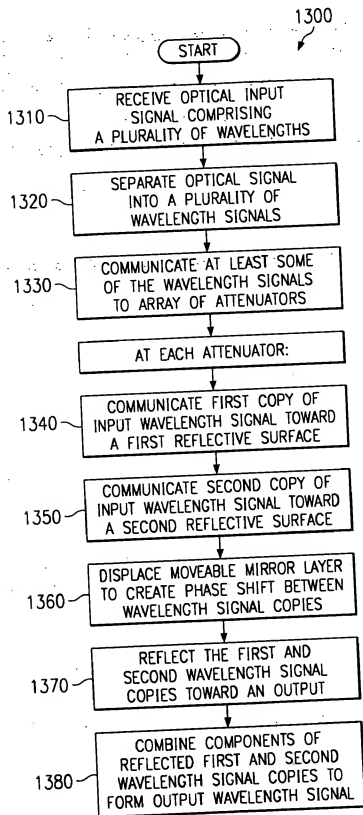 1300
START
1310
RECEIVE OPTICAL INPUT
SIGNAL COMPRISING
A PLURALITY OF WAVELENGTHS
1320
SEPARATE OPTICAL SIGNAL
INTO A PLURALITY OF
WAVELENGTH SIGNALS
1330
COMMUNICATE AT LEAST SOME
OF THE WAVELENGTH SIGNALS
TO ARRAY OF ATTENUATORS
AT EACH ATTENUATOR:
1340
COMMUNICATE FIRST COPY OF
INPUT WAVELENGTH SIGNAL TOWARD
A FIRST REFLECTIVE SURFACE
1350
COMMUNICATE SECOND COPY OF
INPUT WAVELENGTH SIGNAL TOWARD
A SECOND REFLECTIVE SURFACE
1360
DISPLACE MOVEABLE MIRROR LAYER
TO CREATE PHASE SHIFT BETWEEN
WAVELENGTH SIGNAL COPIES
1370
REFLECT THE FIRST AND
SECOND WAVELENGTH SIGNAL
COPIES TOWARD AN OUTPUT
1380
COMBINE COMPONENTS OF
REFLECTED FIRST AND SECOND
WAVELENGTH SIGNAL COPIES TO
FORM OUTPUT WAVELENGTH SIGNAL